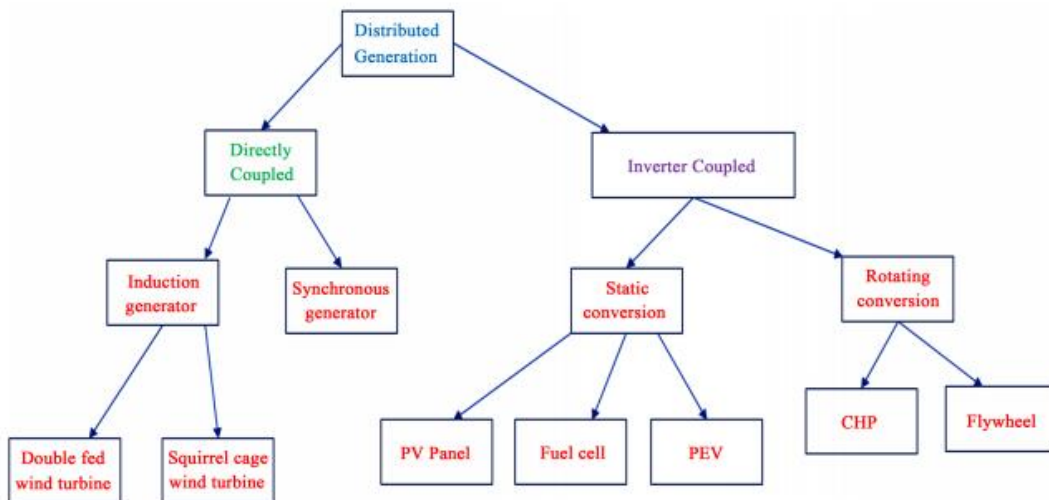 Distributed
Generation
Directly
Coupled
Inverter Coupled
Induction
generator
Synchronous
generator
Static
conversion
Rotating
conversion
Double fed
wind turbine
Squirrel cage
wind turbine
PV Panel
Fuel cell
PEV
CHP
Flywheel